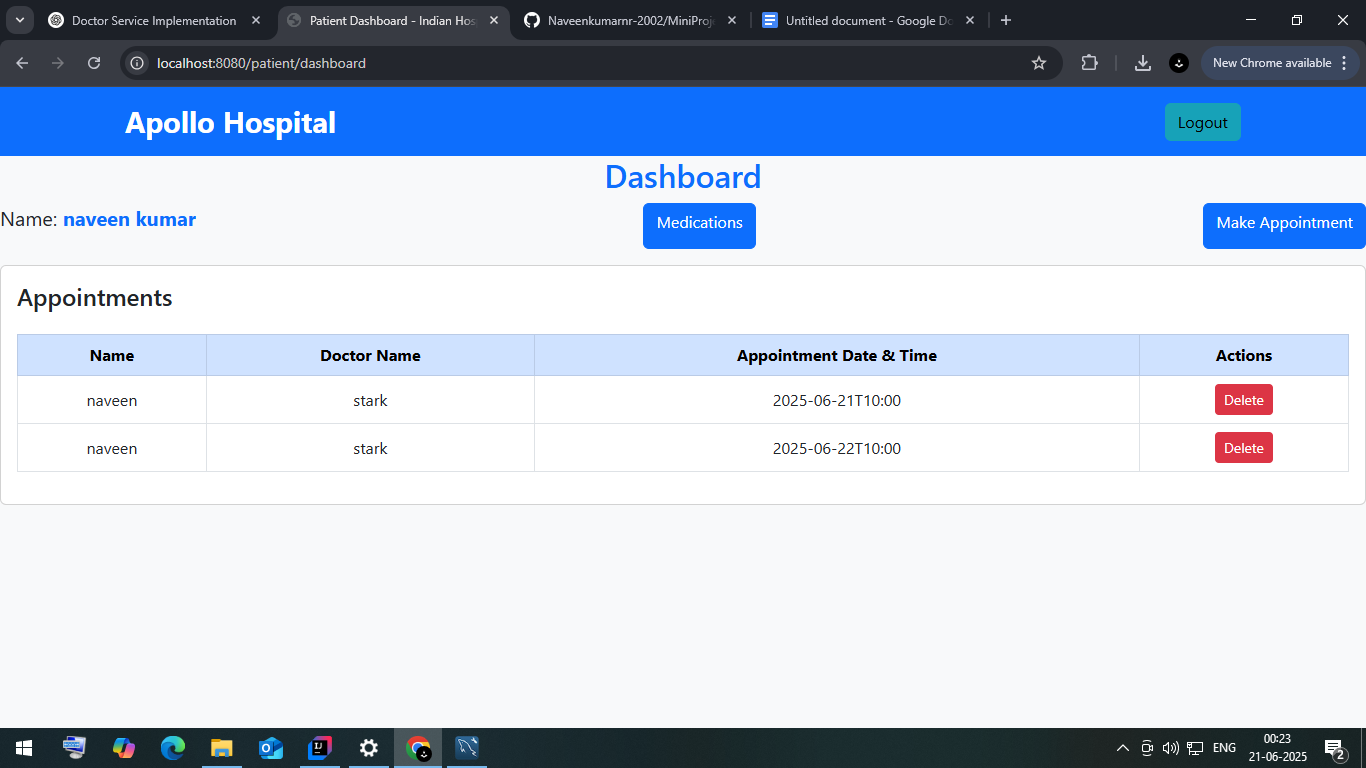 Doctor Service Implementation
Patient Dashboard - Indian Hos
Naveenkumarnr-2002/MiniProj
Untitled document - Google Do
localhost:8080/patient/dashboard
New Chrome available
Apollo Hospital
Logout
Dashboard
Name: naveen kumar
Medications
Make Appointment
Appointments
Name Doctor Name Appointment Date & Time Actions
naveen stark 2025-06-21T10:00 Delete
naveen stark 2025-06-22T10:00 Delete
ENG
00:23
21-06-2025
2